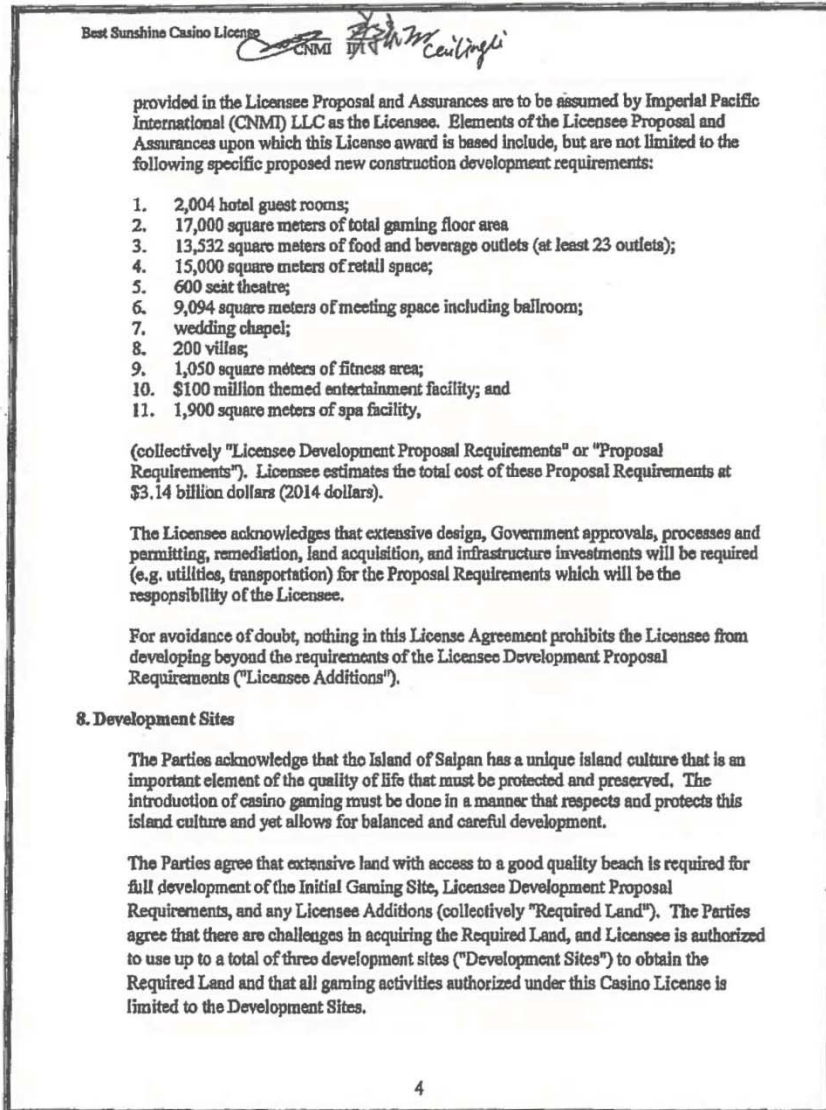 Best Sunshine Casino License
CNMI
Cui Lingli
provided in the Licensee Proposal and Assurances are to be assumed by Imperial Pacific
International (CNMI) LLC as the Licensee. Elements of the Licensee Proposal and
Assurances upon which this License award is based include, but are not limited to the
following specific proposed new construction development requirements:
1. 2,004 hotel guest rooms;
2. 17,000 square meters of total gaming floor area
3. 13,532 square meters of food and beverage outlets (at least 23 outlets);
4. 15,000 square meters of retail space;
5. 600 seat theatre;
6. 9,094 square meters of meeting space including ballroom;
7. wedding chapel;
8. 200 villas;
9. 1,050 square meters of fitness area;
10. $100 million themed entertainment facility; and
11. 1,900 square meters of spa facility,
(collectively "Licensee Development Proposal Requirements" or "Proposal
Requirements"). Licensee estimates the total cost of these Proposal Requirements at
$3.14 billion dollars (2014 dollars).
The Licensee acknowledges that extensive design, Government approvals, processes and
permitting, remediation, land acquisition, and infrastructure investments will be required
(e.g. utilities, transportation) for the Proposal Requirements which will be the
responsibility of the Licensee.
For avoidance of doubt, nothing in this License Agreement prohibits the Licensee from
developing beyond the requirements of the Licensee Development Proposal
Requirements ("Licensee Additions").
8. Development Sites
The Parties acknowledge that the Island of Saipan has a unique island culture that is an
important element of the quality of life that must be protected and preserved. The
introduction of casino gaming must be done in a manner that respects and protects this
island culture and yet allows for balanced and careful development.
The Parties agree that extensive land with access to a good quality beach is required for
full development of the Initial Gaming Site, Licensee Development Proposal
Requirements, and any Licensee Additions (collectively "Required Land"). The Parties
agree that there are challenges in acquiring the Required Land, and Licensee is authorized
to use up to a total of three development sites ("Development Sites") to obtain the
Required Land and that all gaming activities authorized under this Casino License is
limited to the Development Sites.
4